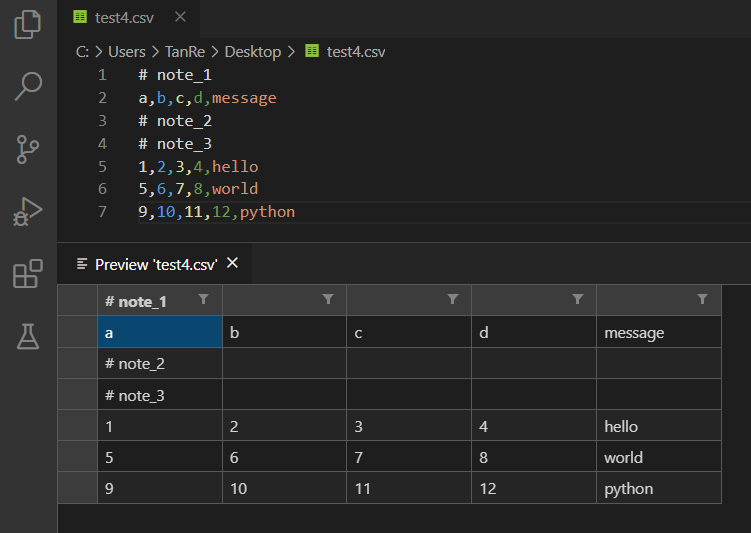 test4.csv
C: > Users > TanRe > Desktop > test4.csv
1 # note_1
2 a,b,c,d,message
3 # note_2
4 # note_3
5 1,2,3,4,hello
6 5,6,7,8,world
7 9,10,11,12,python
Preview 'test4.csv'
# note_1
a b c d message
# note_2
# note_3
1 2 3 4 hello
5 6 7 8 world
9 10 11 12 python